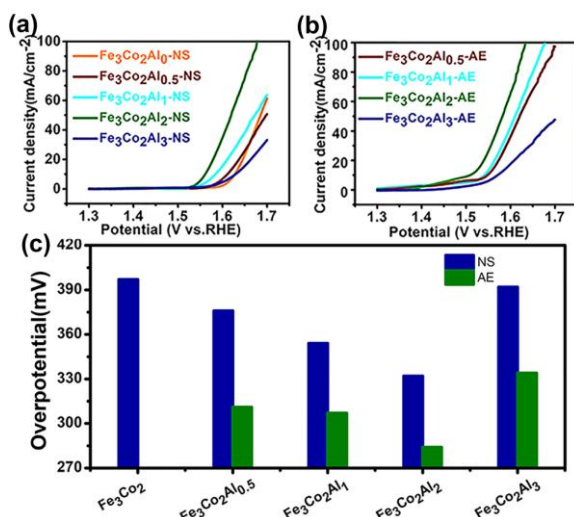 (a)
Current density(mA/cm⁻²)
100
80
60
40
20
0
Fe₃Co₂Al₀-NS
Fe₃Co₂Al₀.₅-NS
Fe₃Co₂Al₁-NS
Fe₃Co₂Al₂-NS
Fe₃Co₂Al₃-NS
1.3 1.4 1.5 1.6 1.7
Potential (V vs.RHE)
(b)
Current density(mA/cm⁻²)
100
80
60
40
20
0
Fe₃Co₂Al₀.₅-AE
Fe₃Co₂Al₁-AE
Fe₃Co₂Al₂-AE
Fe₃Co₂Al₃-AE
1.3 1.4 1.5 1.6 1.7
Potential (V vs.RHE)
(c)
Overpotential(mV)
420
390
360
330
300
270
NS
AE
Fe₃Co₂
Fe₃Co₂Al₀.₅
Fe₃Co₂Al₁
Fe₃Co₂Al₂
Fe₃Co₂Al₃